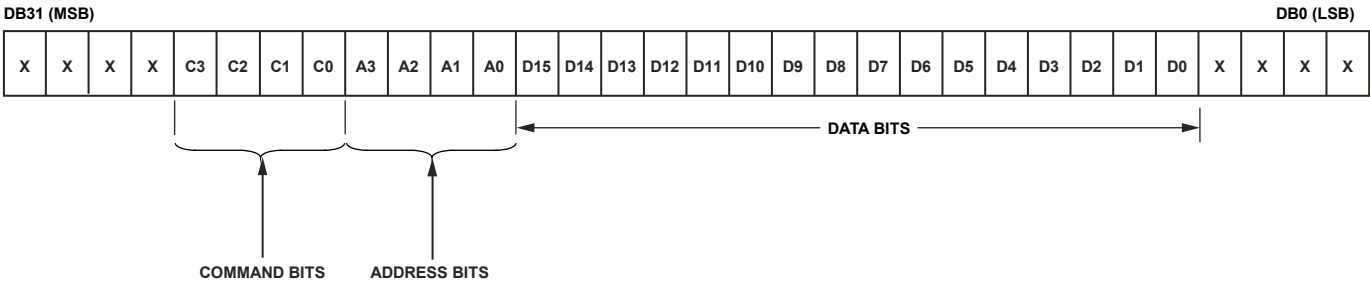 DB31 (MSB) DB0 (LSB)
X X X X C3 C2 C1 C0 A3 A2 A1 A0 D15 D14 D13 D12 D11 D10 D9 D8 D7 D6 D5 D4 D3 D2 D1 D0 X X X X
DATA BITS
COMMAND BITS ADDRESS BITS